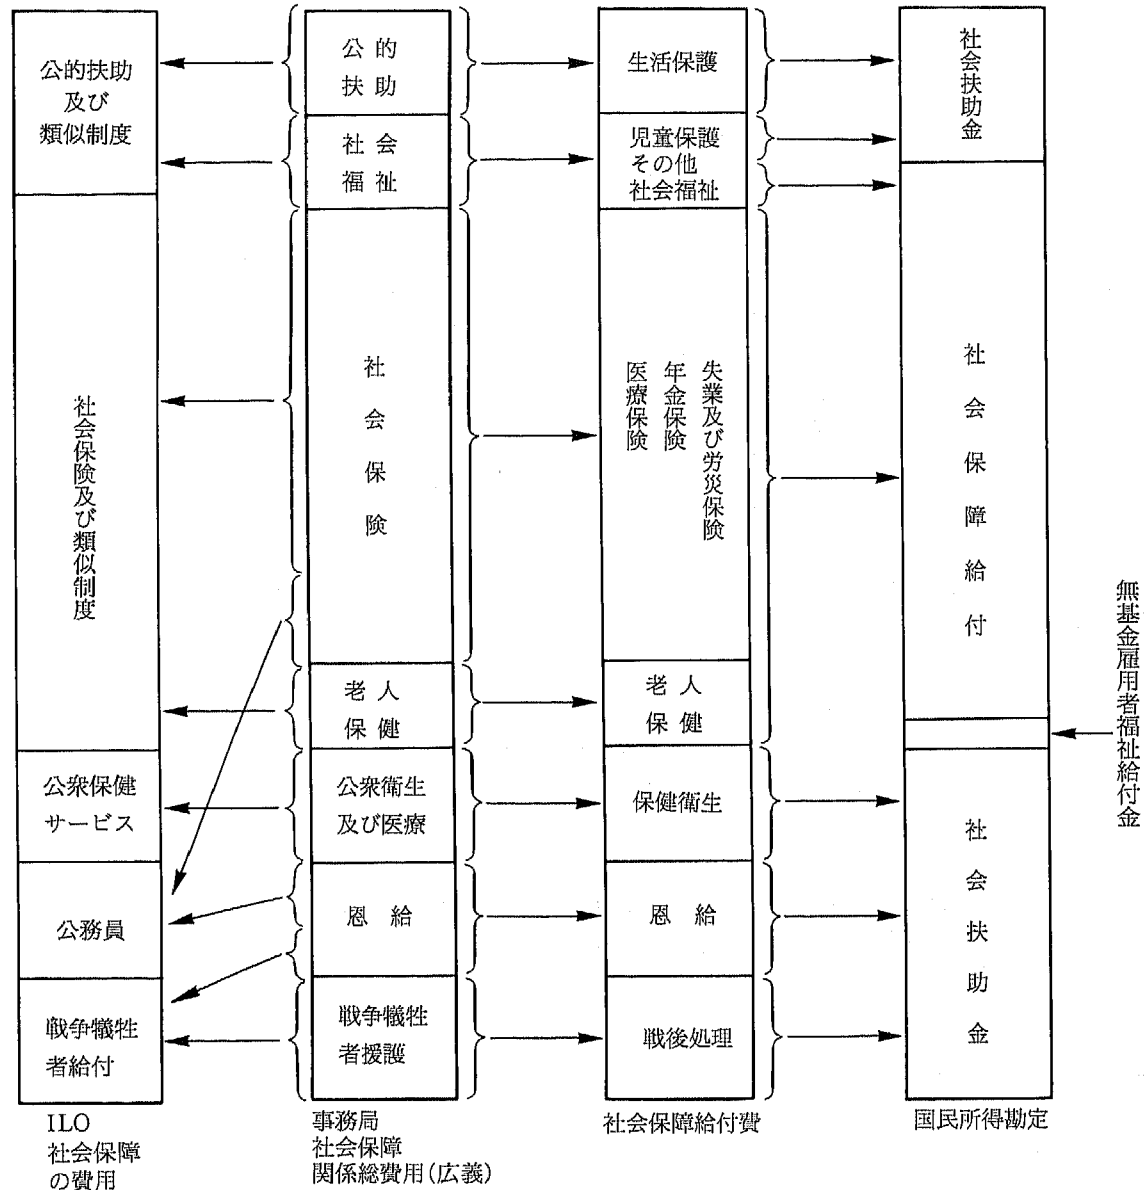 公的扶助
及び
類似制度
社会保険及び類似制度
公衆保健
サービス
公務員
戦争犠牲
者給付
ILO
社会保障
の費用
公的
扶助
社会
福祉
社会保険
老人
保健
公衆衛生
及び医療
恩給
戦争犠牲
者援護
事務局
社会保障
関係総費用(広義)
生活保護
児童保護
その他
社会福祉
失業及び労災保険
年金保険
医療保険
老人
保健
保健衛生
恩給
戦後処理
社会保障給付費
社会扶助金
社会保障給付
社会扶助金
国民所得勘定
無基金雇用者福祉給付金